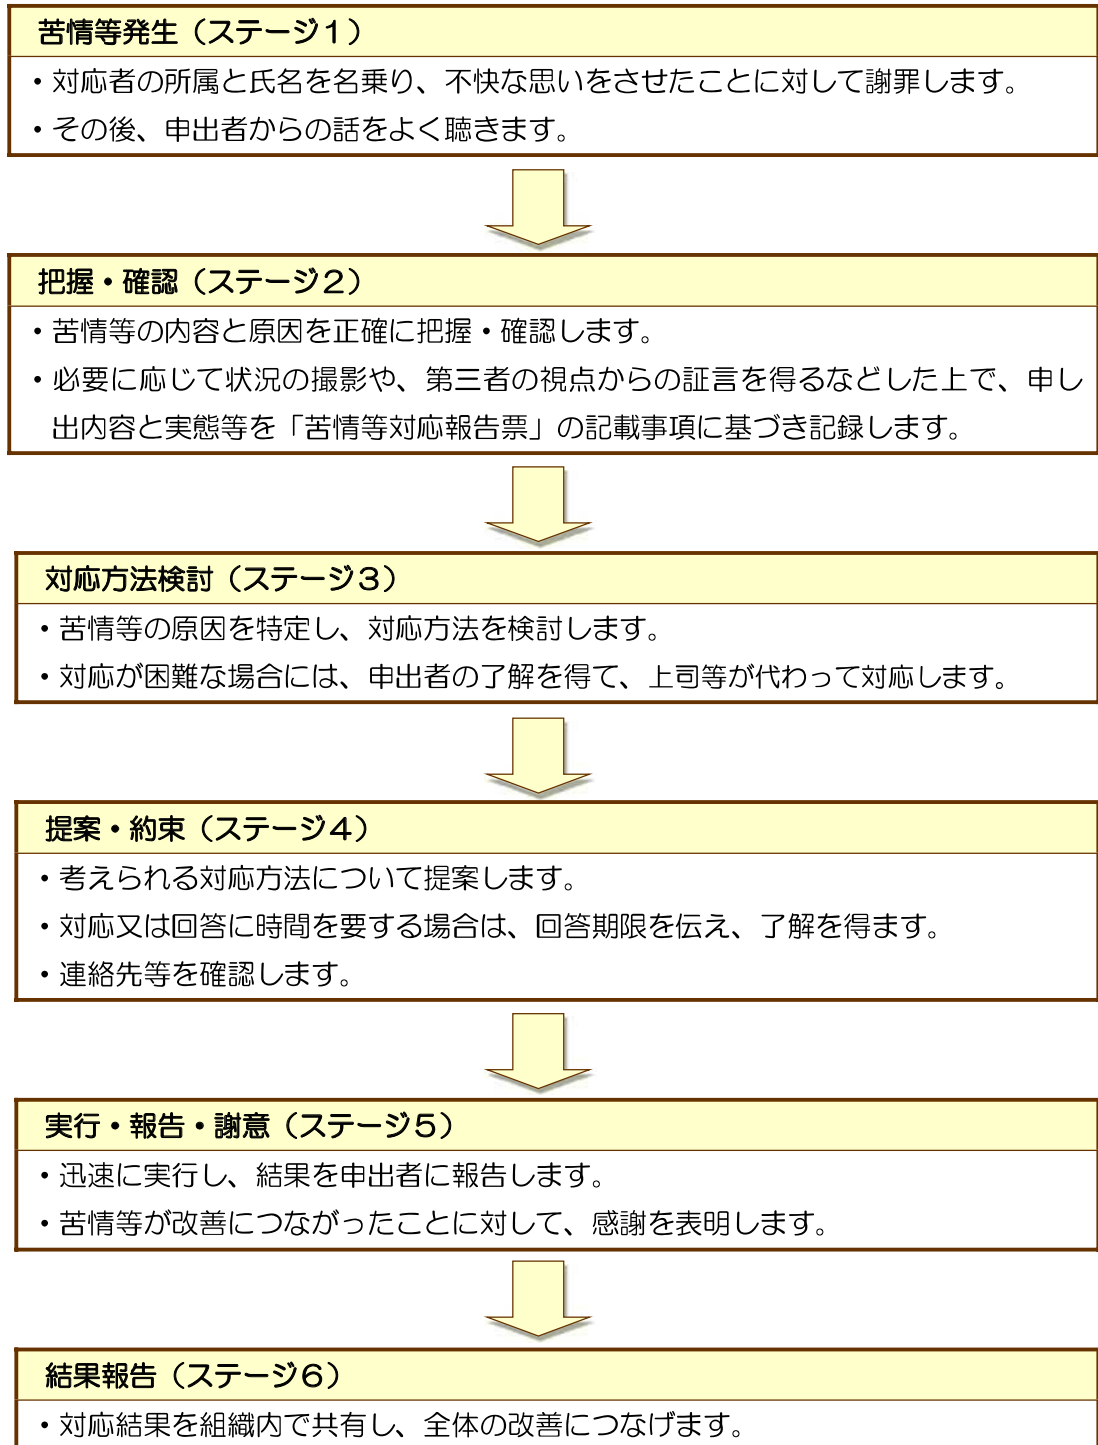 苦情等発生（ステージ１）
・対応者の所属と氏名を名乗り、不快な思いをさせたことに対して謝罪します。
・その後、申出者からの話をよく聴きます。
把握・確認（ステージ２）
・苦情等の内容と原因を正確に把握・確認します。
・必要に応じて状況の撮影や、第三者の視点からの証言を得るなどした上で、申し
出内容と実態等を「苦情等対応報告票」の記載事項に基づき記録します。
対応方法検討（ステージ３）
・苦情等の原因を特定し、対応方法を検討します。
・対応が困難な場合には、申出者の了解を得て、上司等が代わって対応します。
提案・約束（ステージ４）
・考えられる対応方法について提案します。
・対応又は回答に時間を要する場合は、回答期限を伝え、了解を得ます。
・連絡先等を確認します。
実行・報告・謝意（ステージ５）
・迅速に実行し、結果を申出者に報告します。
・苦情等が改善につながったことに対して、感謝を表明します。
結果報告（ステージ６）
・対応結果を組織内で共有し、全体の改善につなげます。